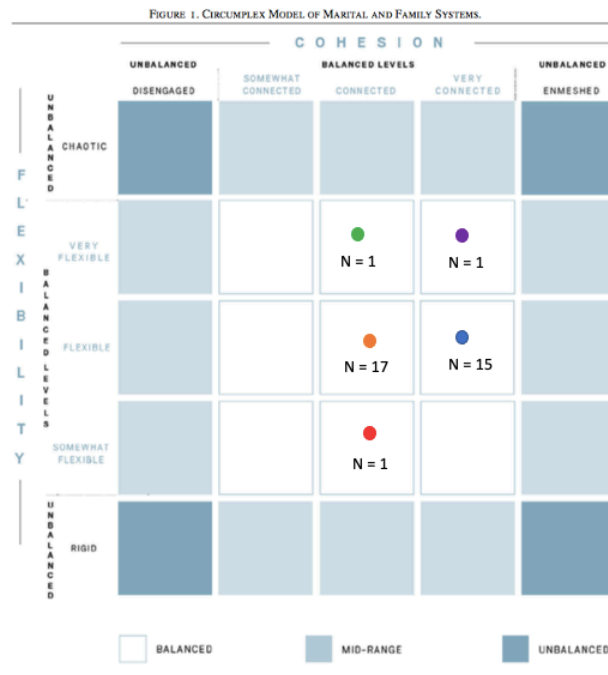 FIGURE 1. CIRCUMPLEX MODEL OF MARITAL AND FAMILY SYSTEMS.
COHESION
UNBALANCED
BALANCED LEVELS
UNBALANCED
DISENGAGED
SOMEWHAT
CONNECTED
CONNECTED
VERY
CONNECTED
ENMESHED
FLEXIBILITY
UNBALANCED
CHAOTIC
BALANCED LEVELS
VERY
FLEXIBLE
N = 1
N = 1
FLEXIBLE
N = 17
N = 15
SOMEWHAT
FLEXIBLE
N = 1
UNBALANCED
RIGID
BALANCED
MID-RANGE
UNBALANCED